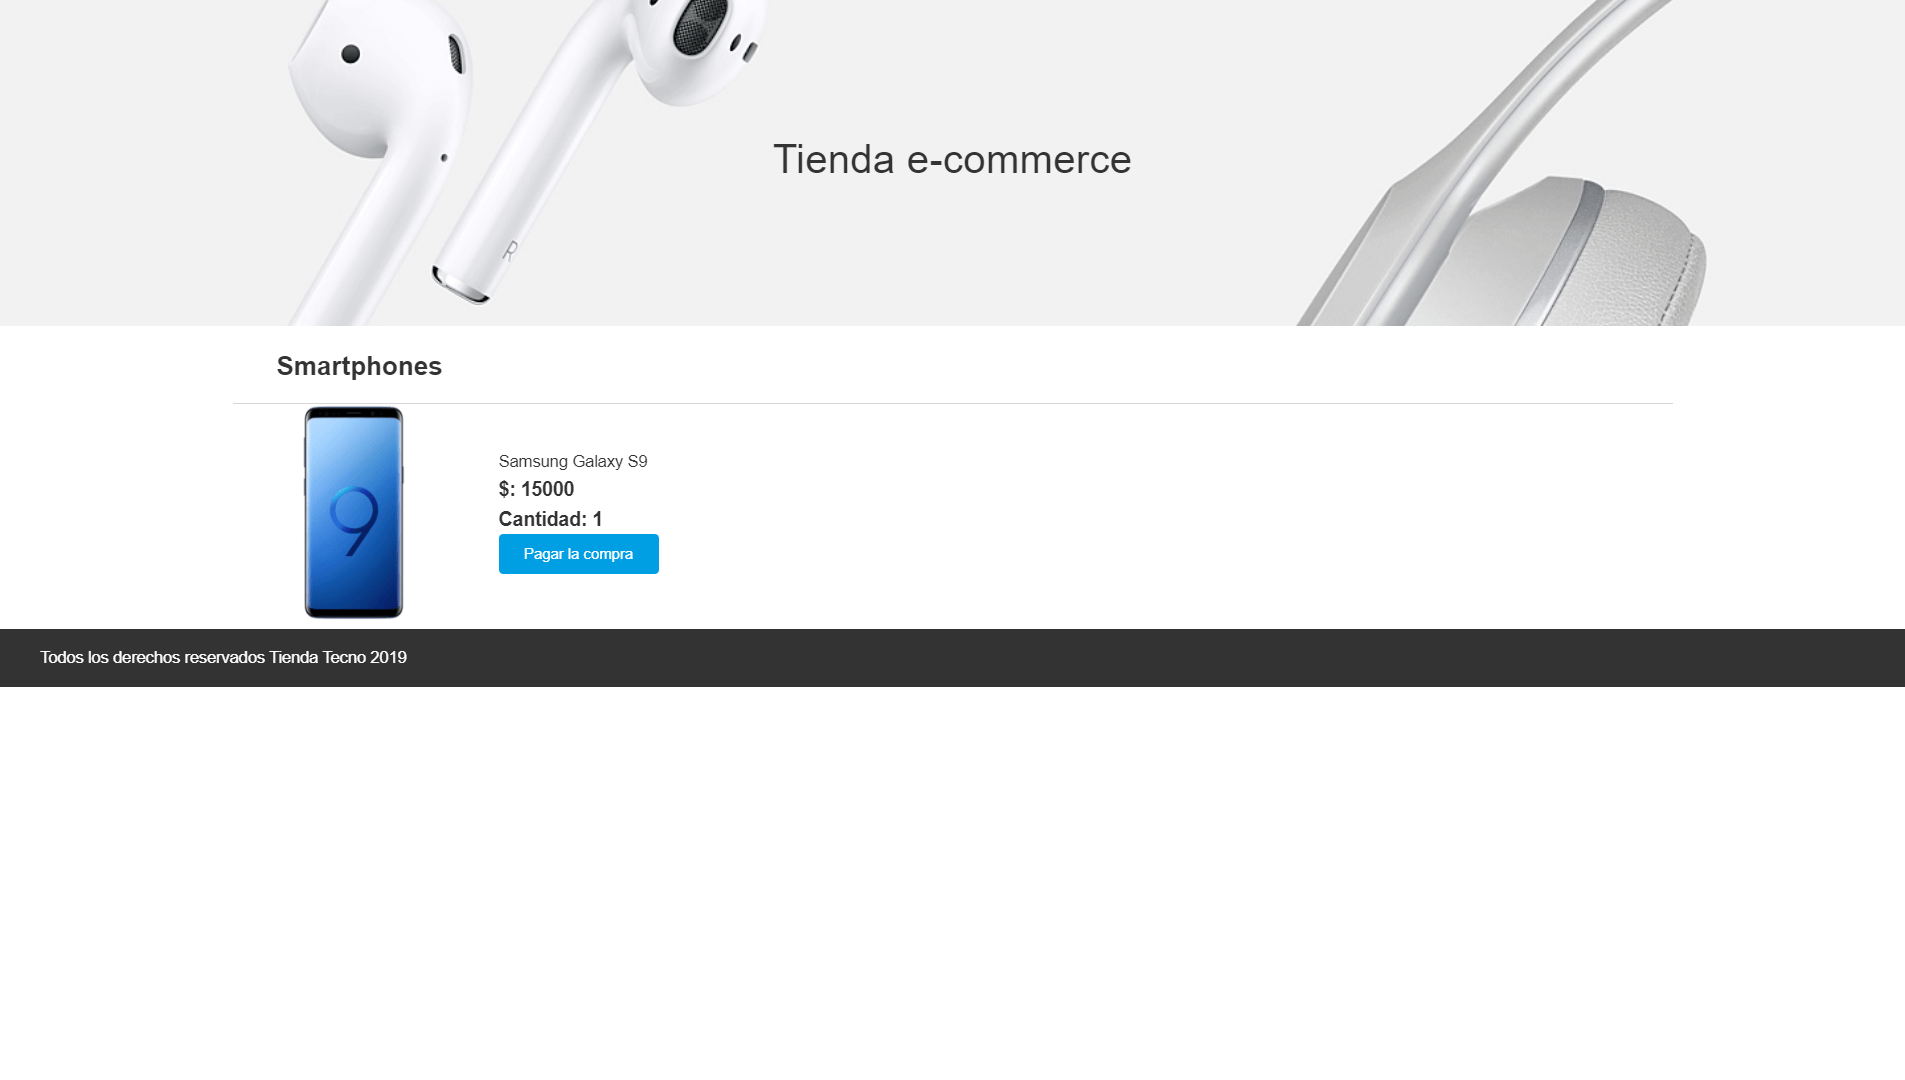 Tienda e-commerce
R
Smartphones
9
Samsung Galaxy S9
$: 15000
Cantidad: 1
Pagar la compra
Todos los derechos reservados Tienda Tecno 2019